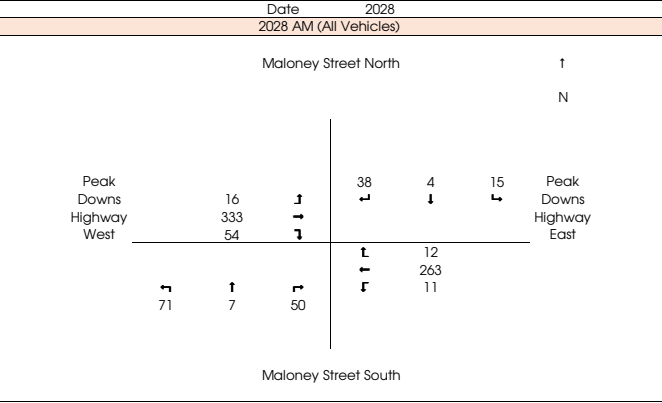 Date 2028
2028 AM (All Vehicles)
Maloney Street North ↑
N
Peak 38 4 15 Peak
Downs 16 Downs
Highway 333 Highway
West 54 East
12
263
11
71 7 50
Maloney Street South